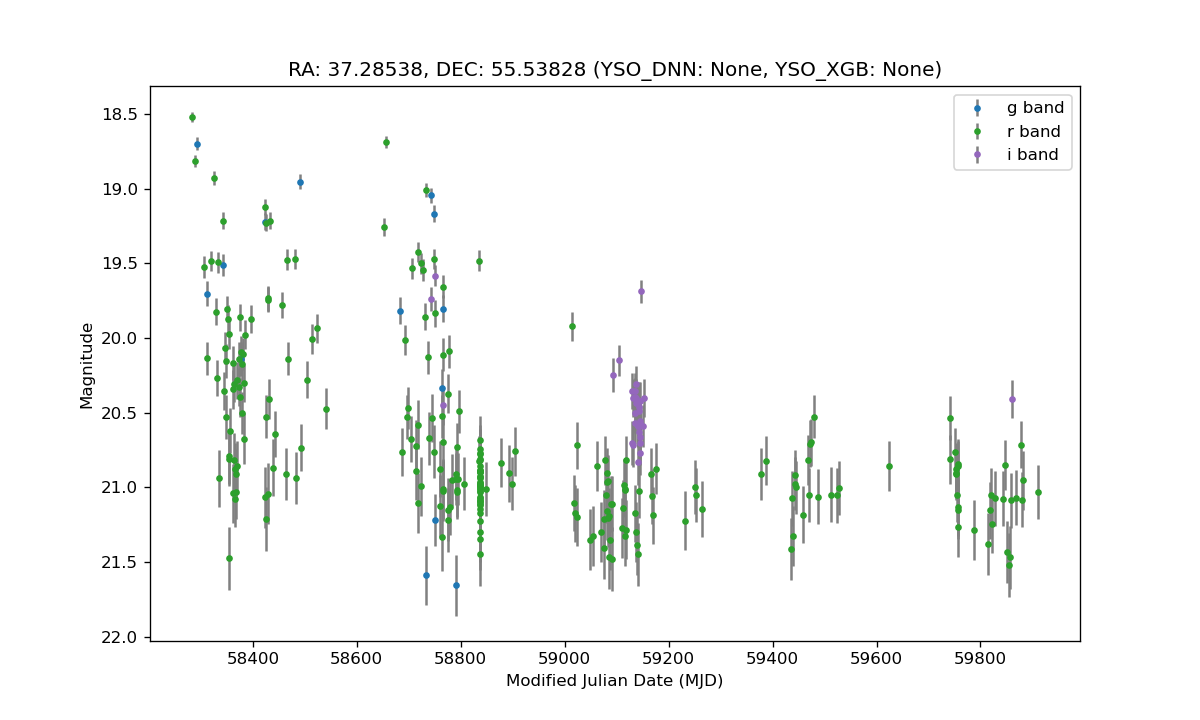 RA: 37.28538, DEC: 55.53828 (YSO_DNN: None, YSO_XGB: None)
g band
r band
i band
18.5
19.0
19.5
20.0
20.5
21.0
21.5
22.0
Magnitude
58400 58600 58800 59000 59200 59400 59600 59800
Modified Julian Date (MJD)